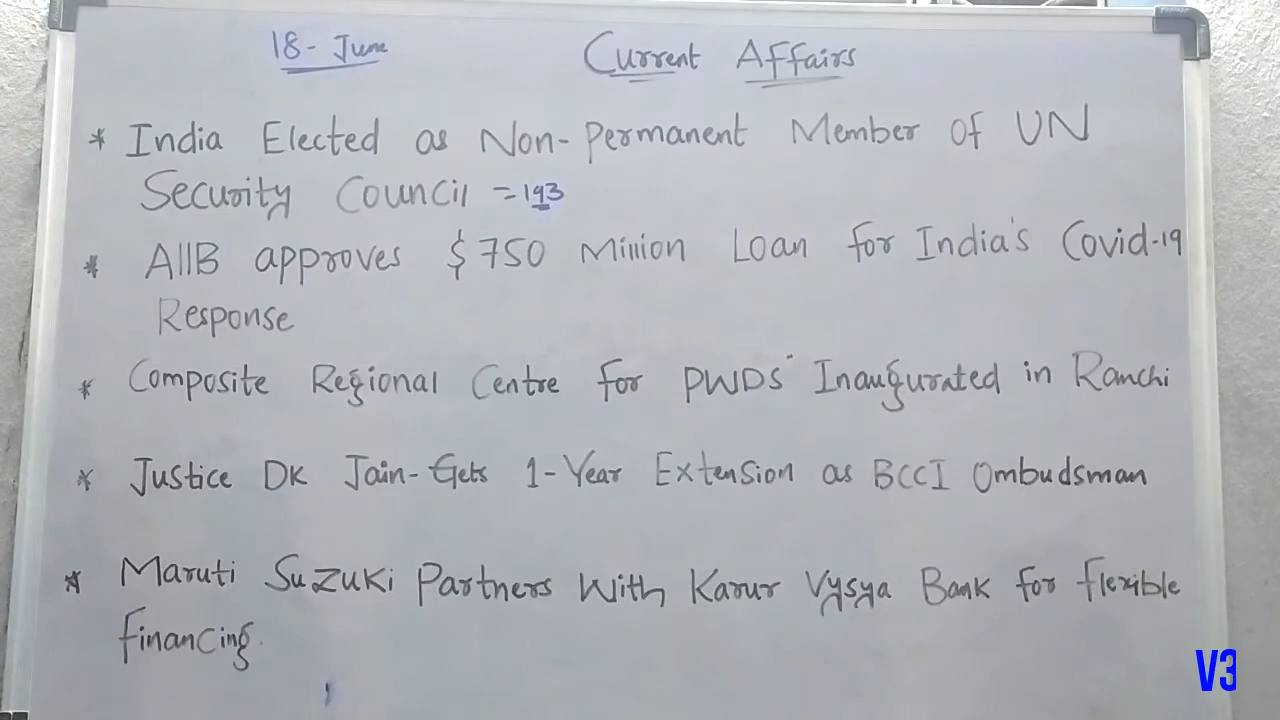 18- June Current Affairs
* India Elected as Non-Permanent Member of UN
Security Council =193
* AIIB approves $750 Million Loan for India's Covid-19
Response
* Composite Regional Centre for PWDS Inaugurated in Ranchi
* Justice DK Jain-Gets 1-Year Extension as BCCI Ombudsman
* Maruti Suzuki Partners With Karur Vysya Bank for flexible
financing.
V3